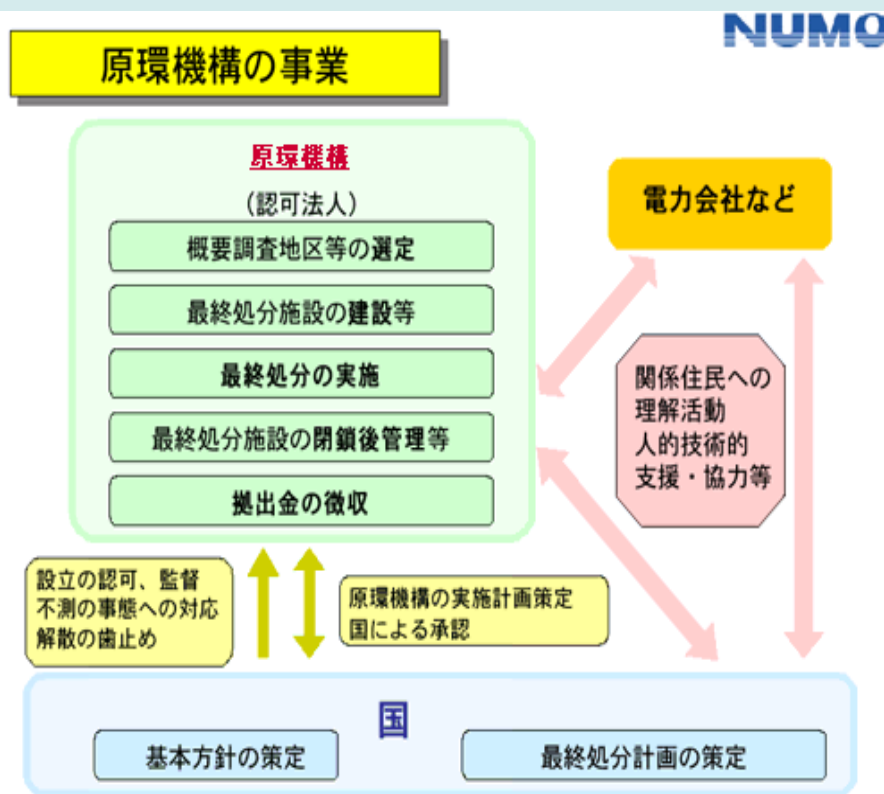 NUMO
原環機構の事業
原環機構
(認可法人)
概要調査地区等の選定
最終処分施設の建設等
最終処分の実施
最終処分施設の閉鎖後管理等
拠出金の徴収
電力会社など
関係住民への
理解活動
人的技術的
支援・協力等
設立の認可、監督
不測の事態への対応
解散の歯止め
原環機構の実施計画策定
国による承認
国
基本方針の策定
最終処分計画の策定